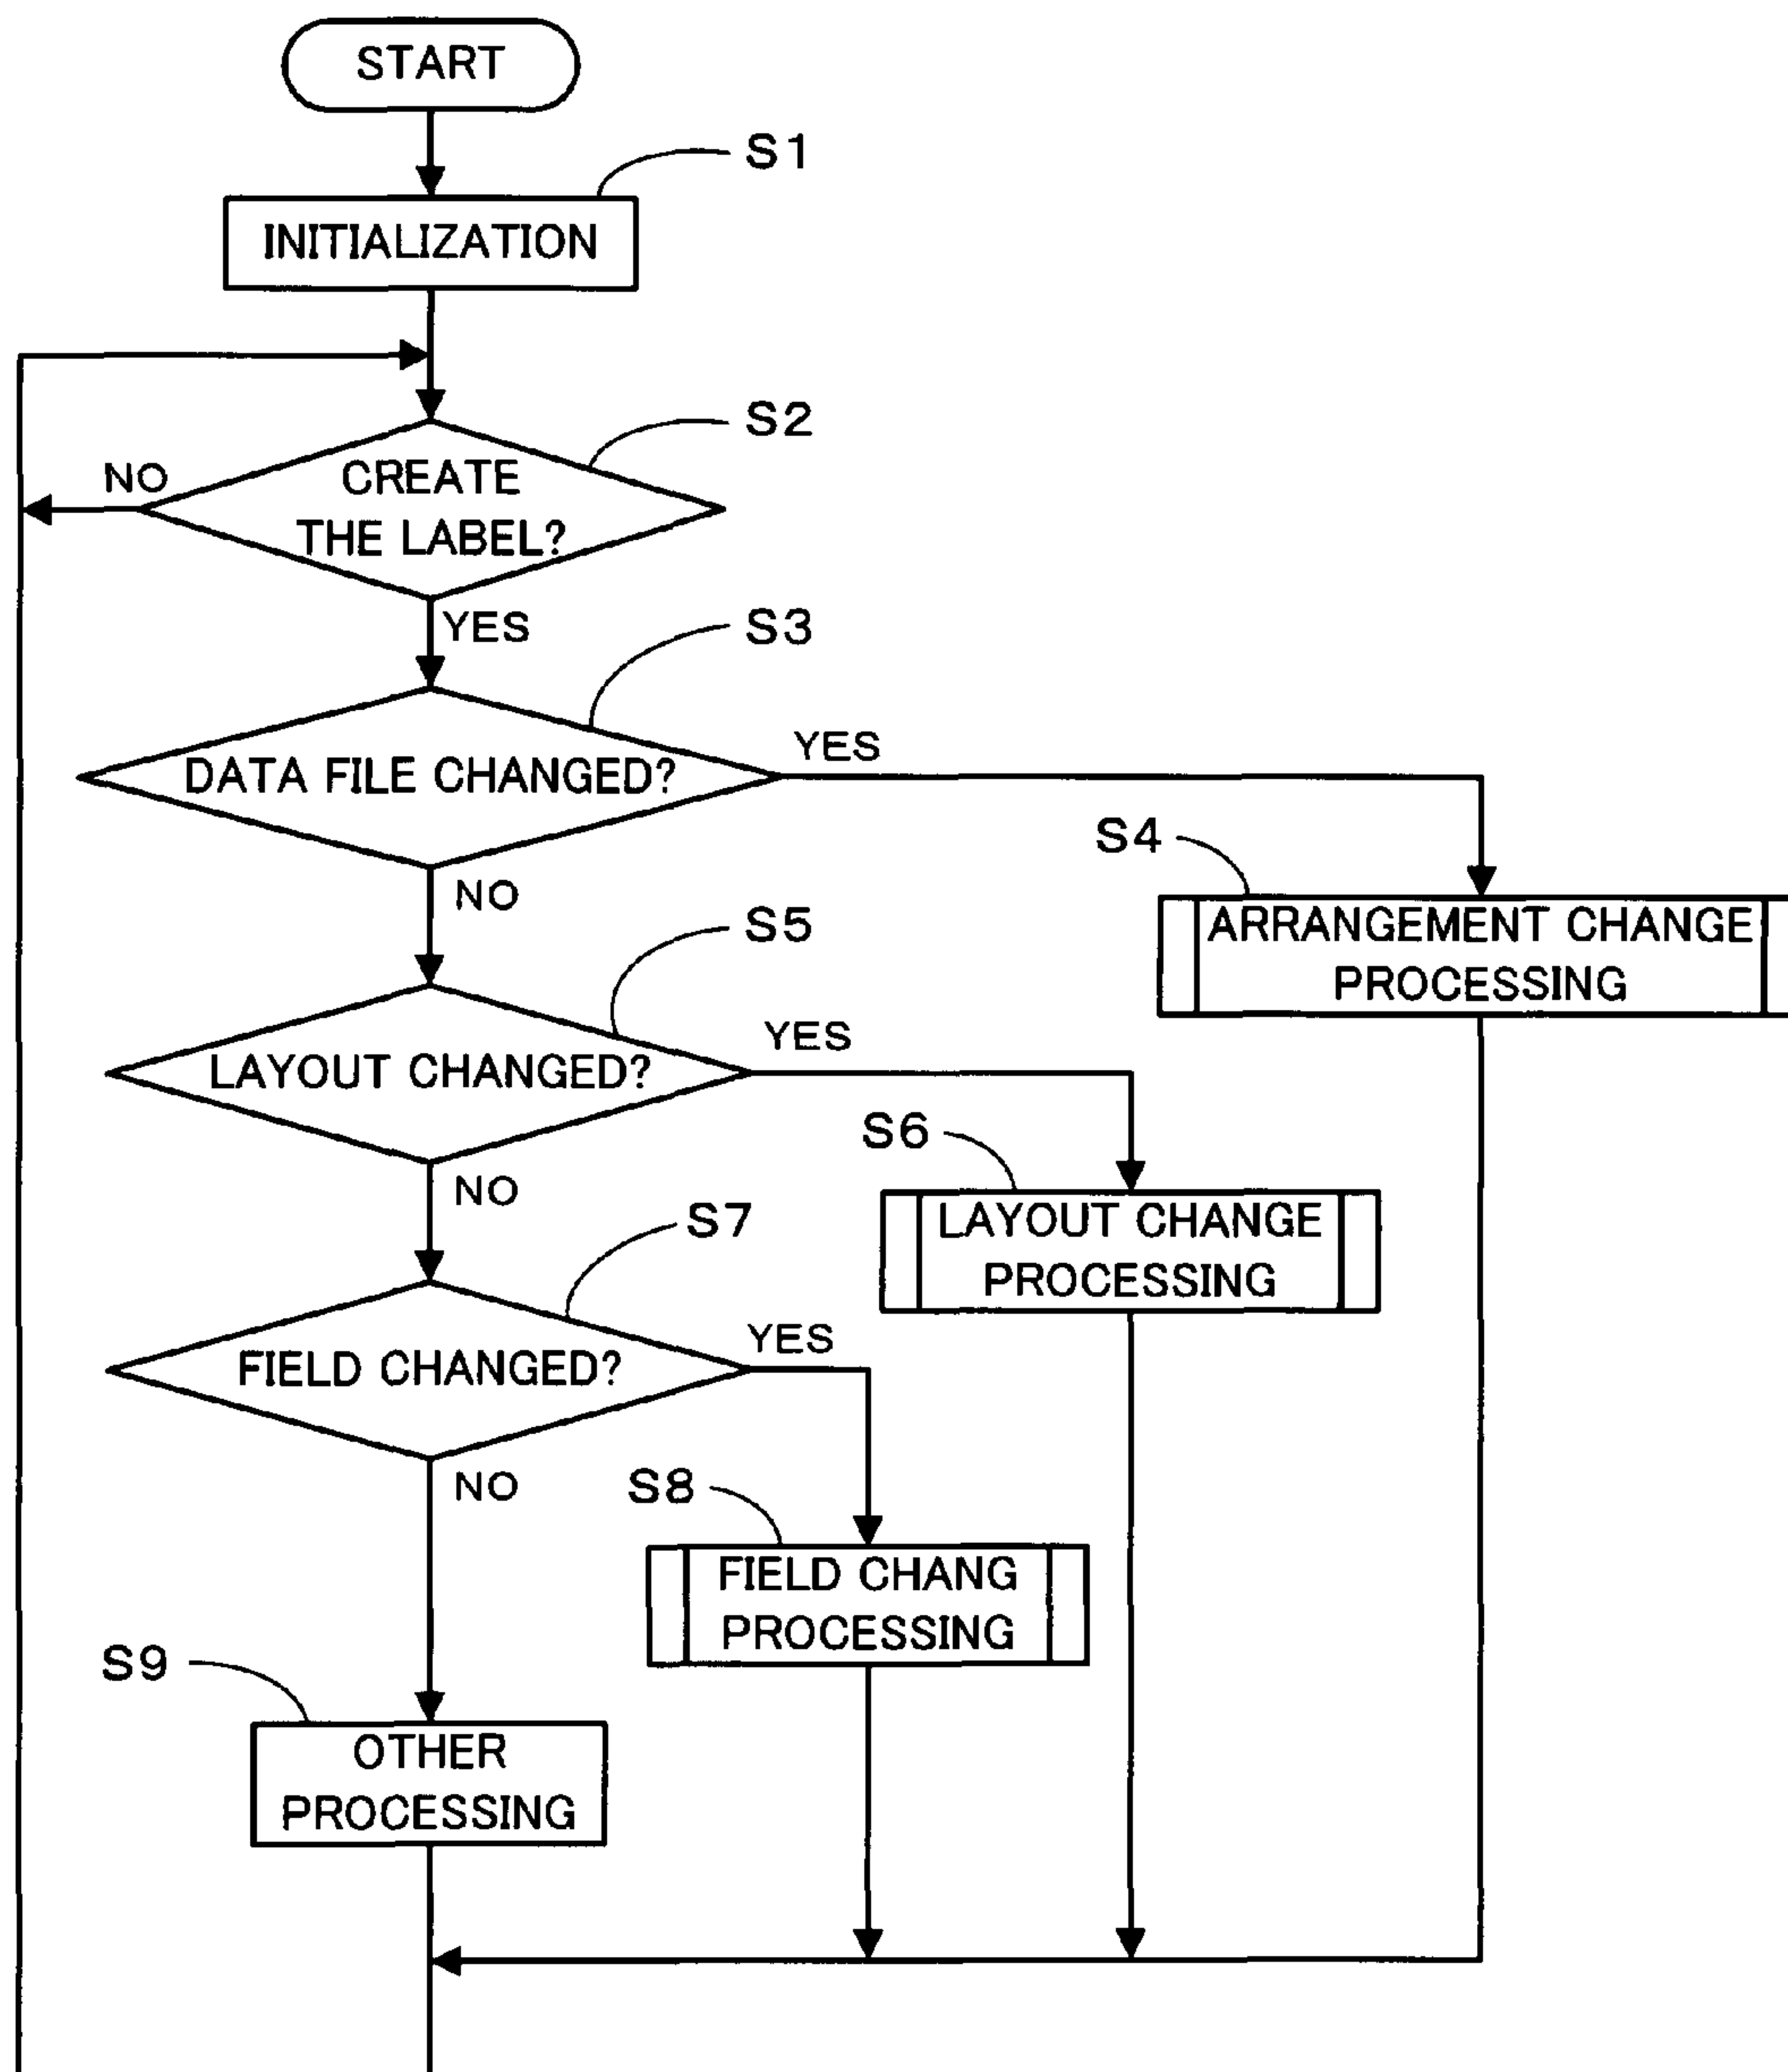 START
S1
INITIALIZATION
S2
NO
CREATE
THE LABEL?
YES
S3
DATA FILE CHANGED?
YES
NO
S4
ARRANGEMENT CHANGE
PROCESSING
S5
LAYOUT CHANGED?
YES
NO
S6
LAYOUT CHANGE
PROCESSING
S7
FIELD CHANGED?
YES
NO
S8
FIELD CHANG
PROCESSING
S9
OTHER
PROCESSING